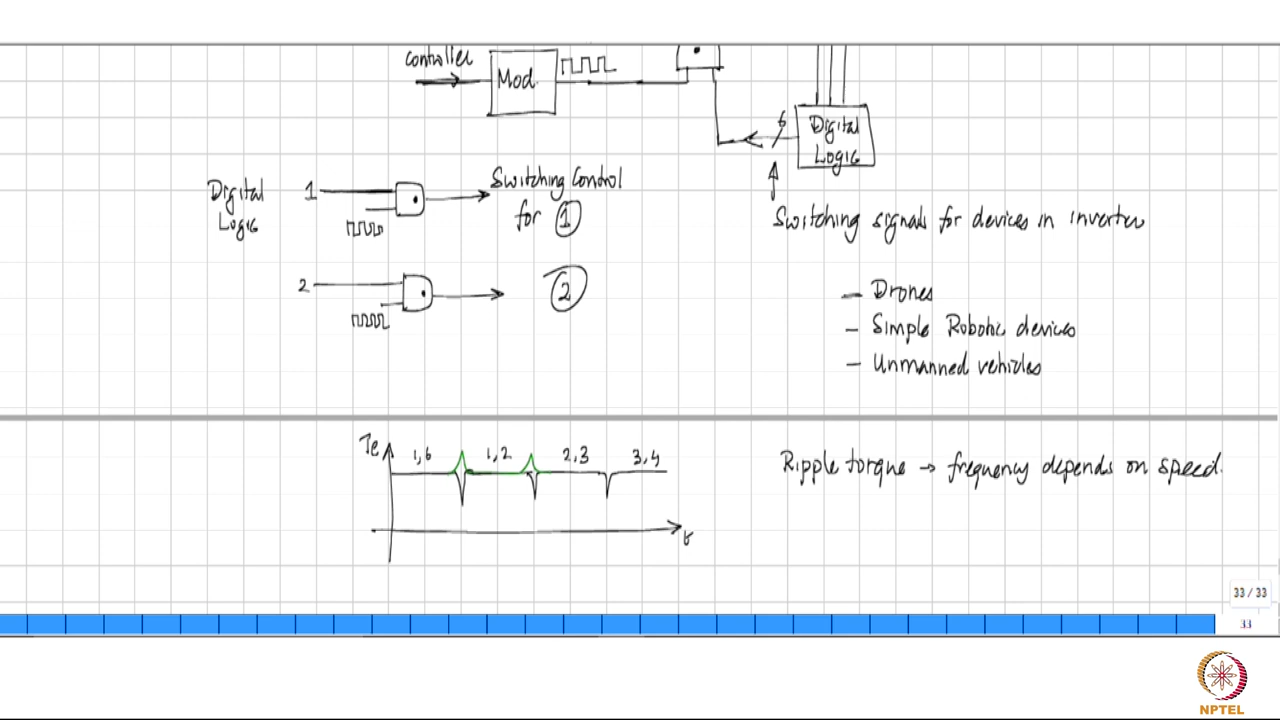 Controller
Mod.
6
Digital
Logic
Digital
Logic
1
Switching Control
for 1
Switching signals for devices in inverter
2
2
- Drones
- Simple Robotic devices
- Unmanned vehicles
Te
1,6
1,2
2,3
3,4
t
Ripple torque → frequency depends on speed.
33 / 33
33
NPTEL